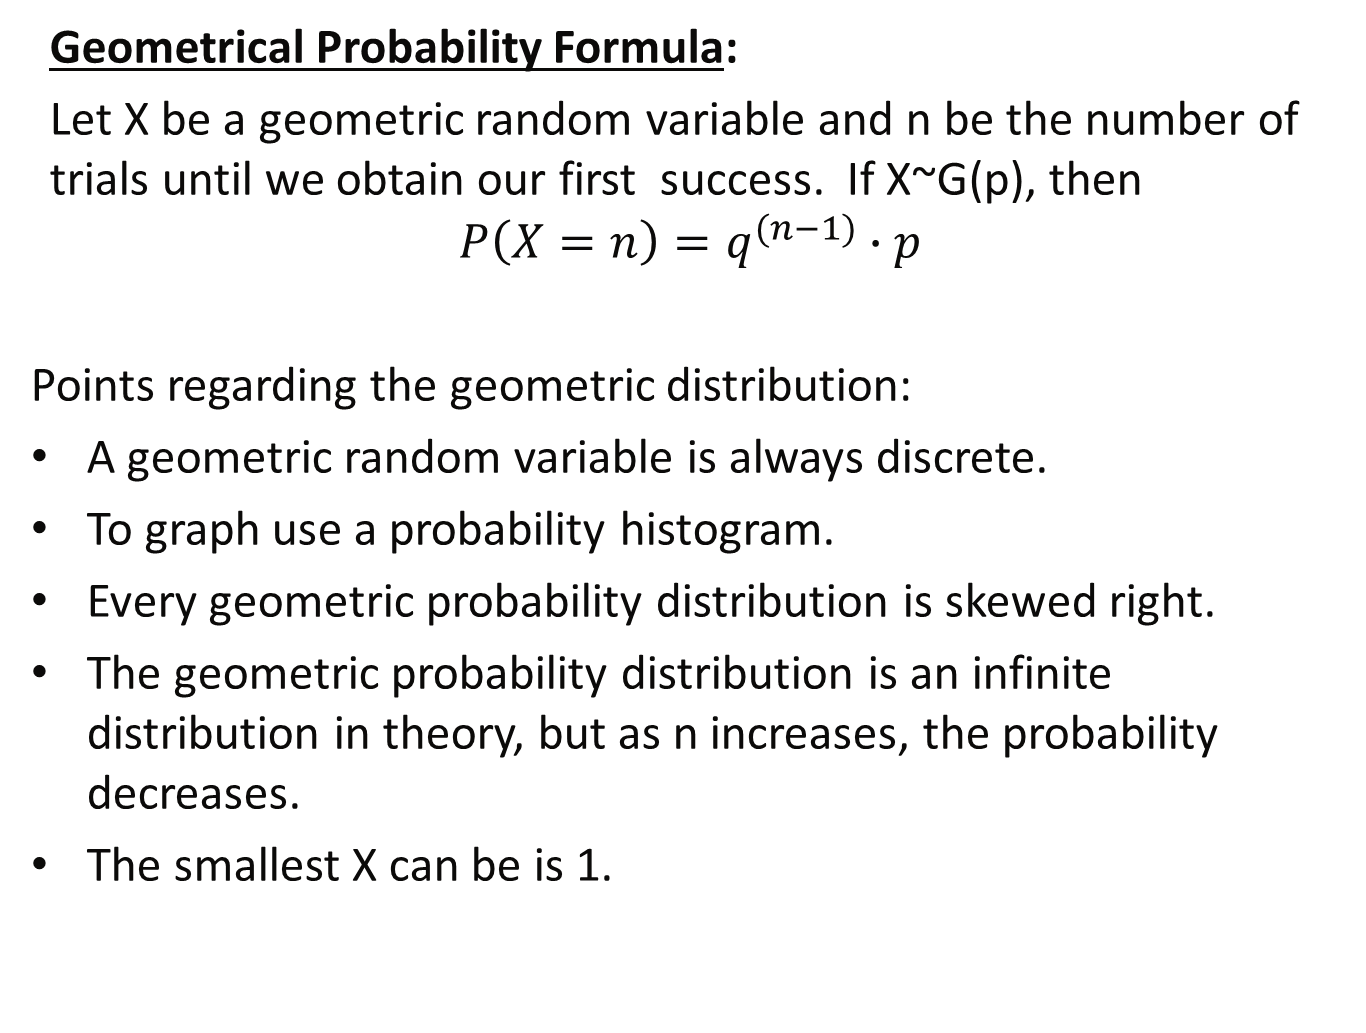 Geometrical Probability Formula:
Let X be a geometric random variable and n be the number of
trials until we obtain our first  success.  If X~G(p), then
P(X = n) = q^(n−1) · p
Points regarding the geometric distribution:
• A geometric random variable is always discrete.
• To graph use a probability histogram.
• Every geometric probability distribution is skewed right.
• The geometric probability distribution is an infinite
distribution in theory, but as n increases, the probability
decreases.
• The smallest X can be is 1.